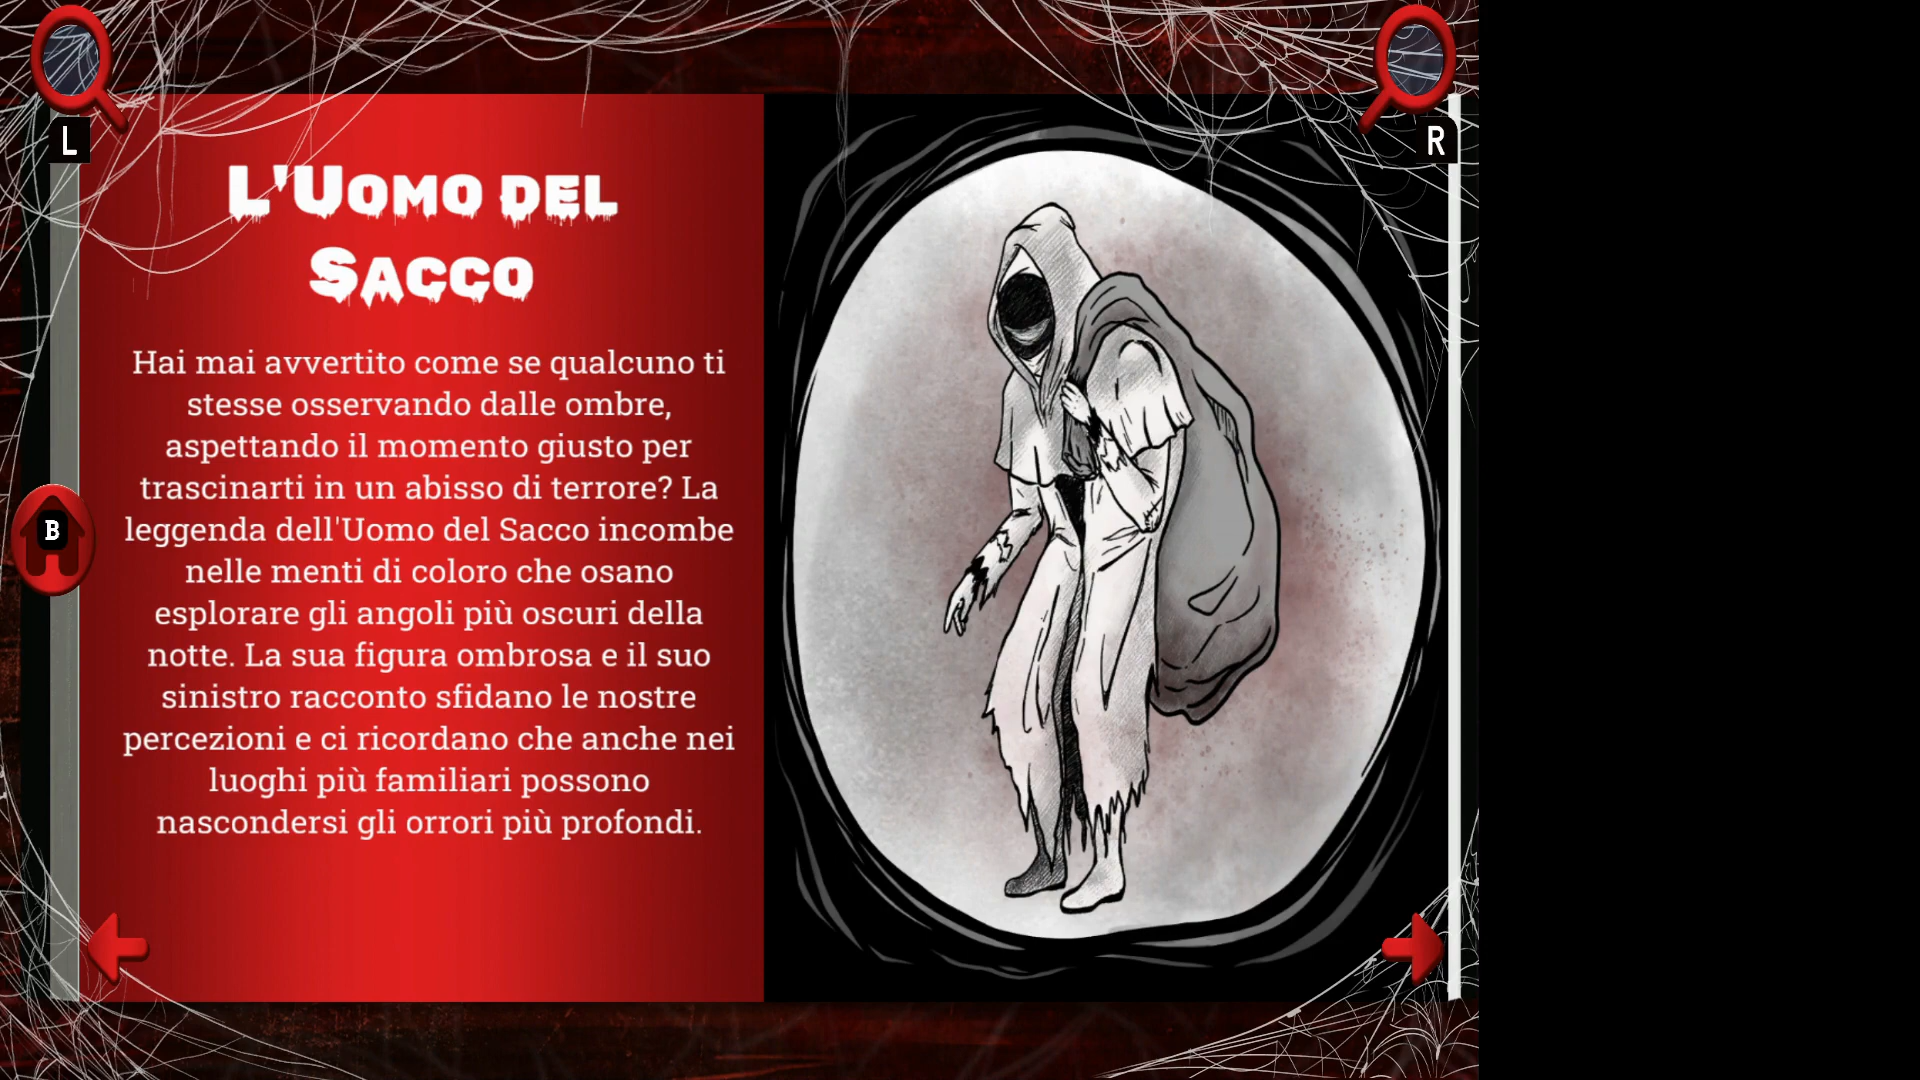 L
R
L'Uomo del
Sacco
Hai mai avvertito come se qualcuno ti
stesse osservando dalle ombre,
aspettando il momento giusto per
trascinarti in un abisso di terrore? La
leggenda dell'Uomo del Sacco incombe
nelle menti di coloro che osano
esplorare gli angoli più oscuri della
notte. La sua figura ombrosa e il suo
sinistro racconto sfidano le nostre
percezioni e ci ricordano che anche nei
luoghi più familiari possono
nascondersi gli orrori più profondi.
B